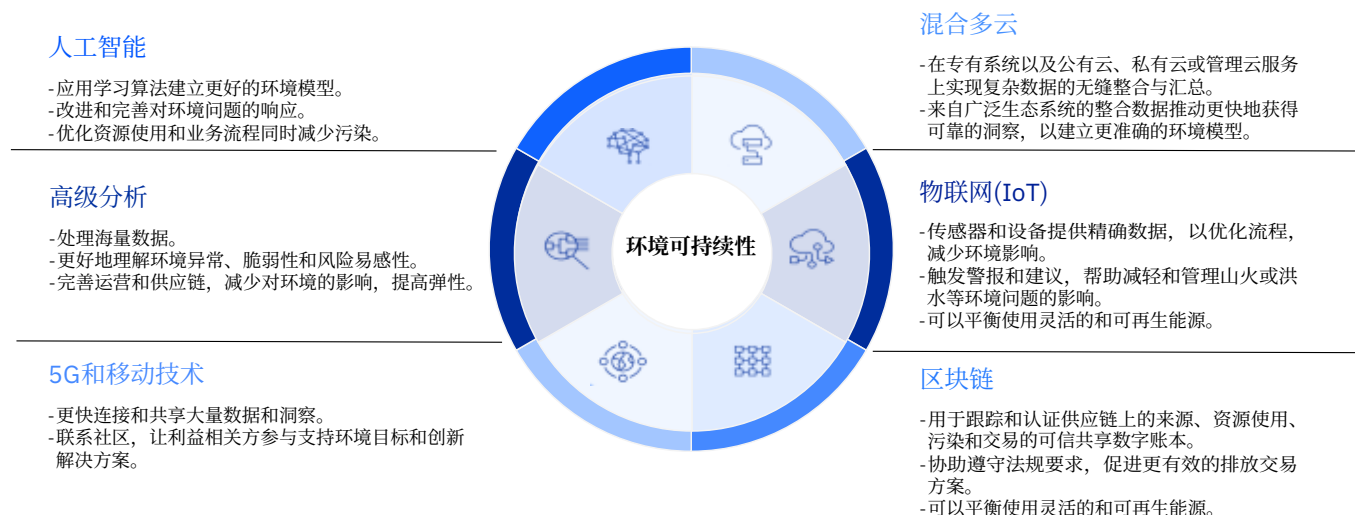 人工智能
-应用学习算法建立更好的环境模型。
-改进和完善对环境问题的响应。
-优化资源使用和业务流程同时减少污染。
高级分析
-处理海量数据。
-更好地理解环境异常、脆弱性和风险易感性。
-完善运营和供应链，减少对环境的影响，提高弹性。
5G和移动技术
-更快连接和共享大量数据和洞察。
-联系社区，让利益相关方参与支持环境目标和创新
解决方案。
环境可持续性
混合多云
-在专有系统以及公有云、私有云或管理云服务
上实现复杂数据的无缝整合与汇总。
-来自广泛生态系统的整合数据推动更快地获得
可靠的洞察，以建立更准确的环境模型。
物联网(IoT)
-传感器和设备提供精确数据，以优化流程，
减少环境影响。
-触发警报和建议，帮助减轻和管理山火或洪
水等环境问题的影响。
-可以平衡使用灵活的和可再生能源。
区块链
-用于跟踪和认证供应链上的来源、资源使用、
污染和交易的可信共享数字账本。
-协助遵守法规要求，促进更有效的排放交易
方案。
-可以平衡使用灵活的和可再生能源。